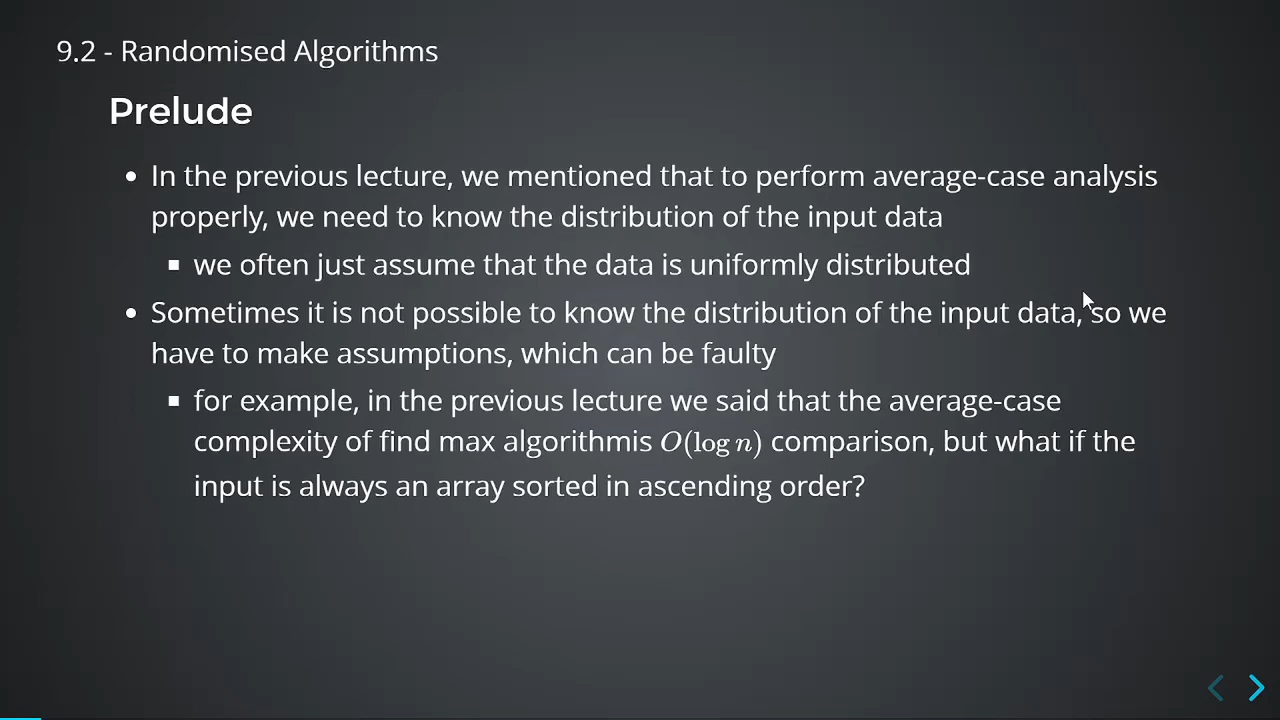 9.2 - Randomised Algorithms
Prelude
• In the previous lecture, we mentioned that to perform average-case analysis
properly, we need to know the distribution of the input data
▪ we often just assume that the data is uniformly distributed
• Sometimes it is not possible to know the distribution of the input data, so we
have to make assumptions, which can be faulty
▪ for example, in the previous lecture we said that the average-case
complexity of find max algorithmis O(log n) comparison, but what if the
input is always an array sorted in ascending order?